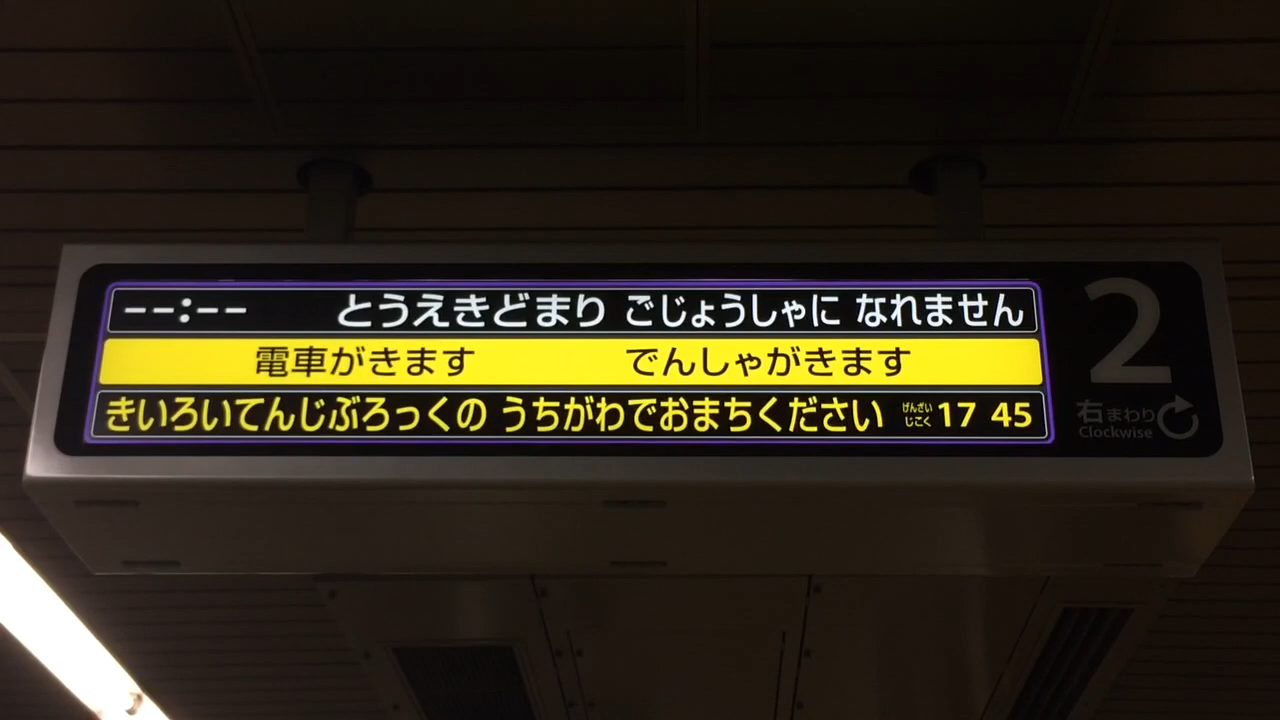 --:-- とうえきどまり ごじょうしゃに なれません
電車がきます でんしゃがきます
きいろいてんじぶろっくの うちがわでおまちください げんざいじこく 17 45
2
右まわり
Clockwise